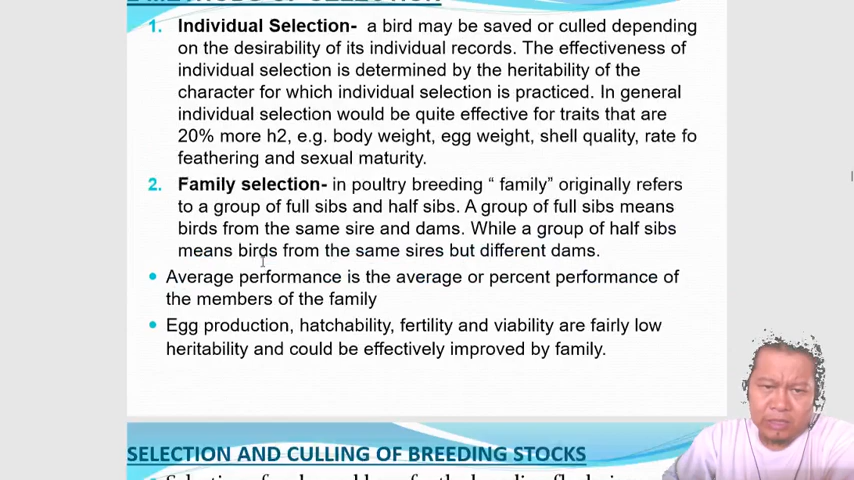 1. Individual Selection- a bird may be saved or culled depending
on the desirability of its individual records. The effectiveness of
individual selection is determined by the heritability of the
character for which individual selection is practiced. In general
individual selection would be quite effective for traits that are
20% more h2, e.g. body weight, egg weight, shell quality, rate fo
feathering and sexual maturity.
2. Family selection- in poultry breeding “ family” originally refers
to a group of full sibs and half sibs. A group of full sibs means
birds from the same sire and dams. While a group of half sibs
means birds from the same sires but different dams.
• Average performance is the average or percent performance of
the members of the family
• Egg production, hatchability, fertility and viability are fairly low
heritability and could be effectively improved by family.
SELECTION AND CULLING OF BREEDING STOCKS